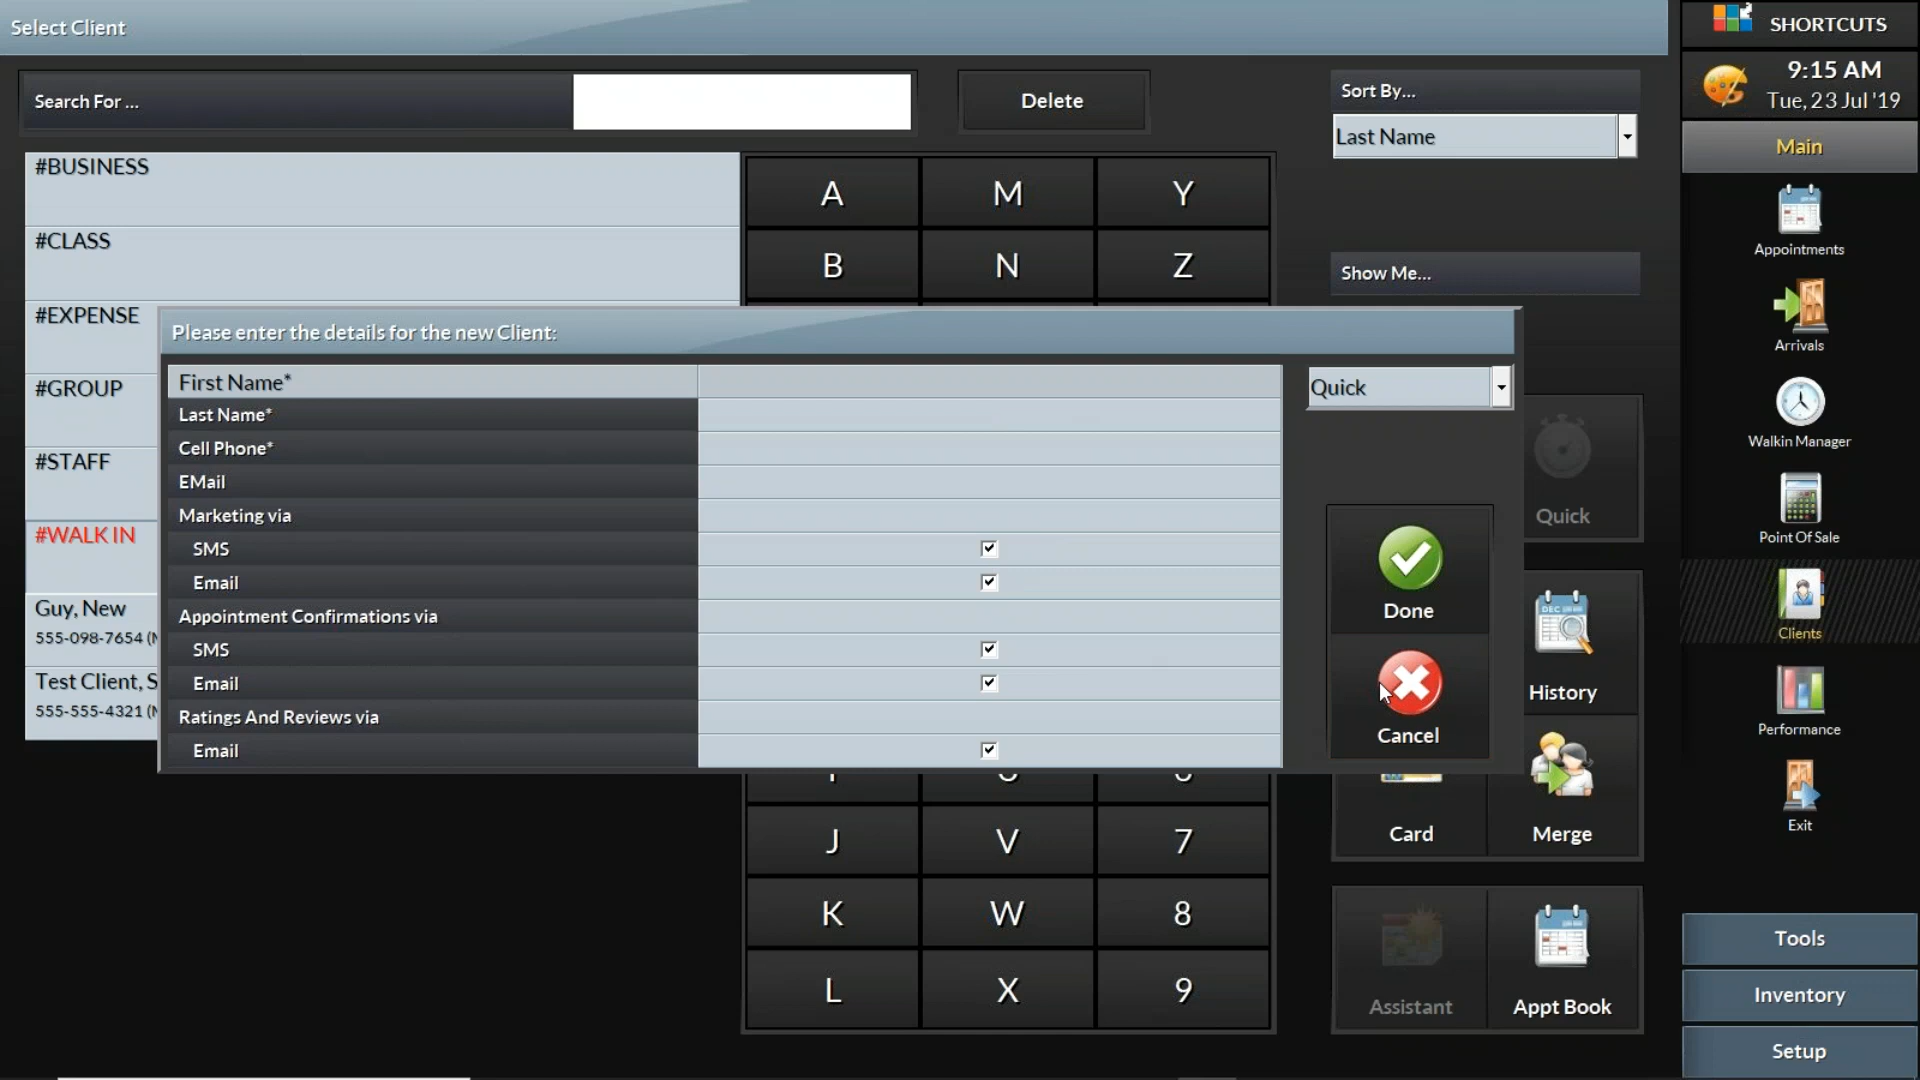 Select Client
Search For ...
Delete
Sort By...
Last Name
#BUSINESS
#CLASS
#EXPENSE
#GROUP
#STAFF
#WALK IN
Guy, New
555-098-7654
Test Client, S
555-555-4321
A M Y
B N Z
Show Me...
Please enter the details for the new Client:
First Name*
Last Name*
Cell Phone*
EMail
Marketing via
SMS
Email
Appointment Confirmations via
SMS
Email
Ratings And Reviews via
Email
Quick
Done
Cancel
Quick
History
Card
Merge
J V 7
K W 8
L X 9
Assistant
Appt Book
SHORTCUTS
9:15 AM
Tue, 23 Jul '19
Main
Appointments
Arrivals
Walkin Manager
Point Of Sale
Clients
Performance
Exit
Tools
Inventory
Setup